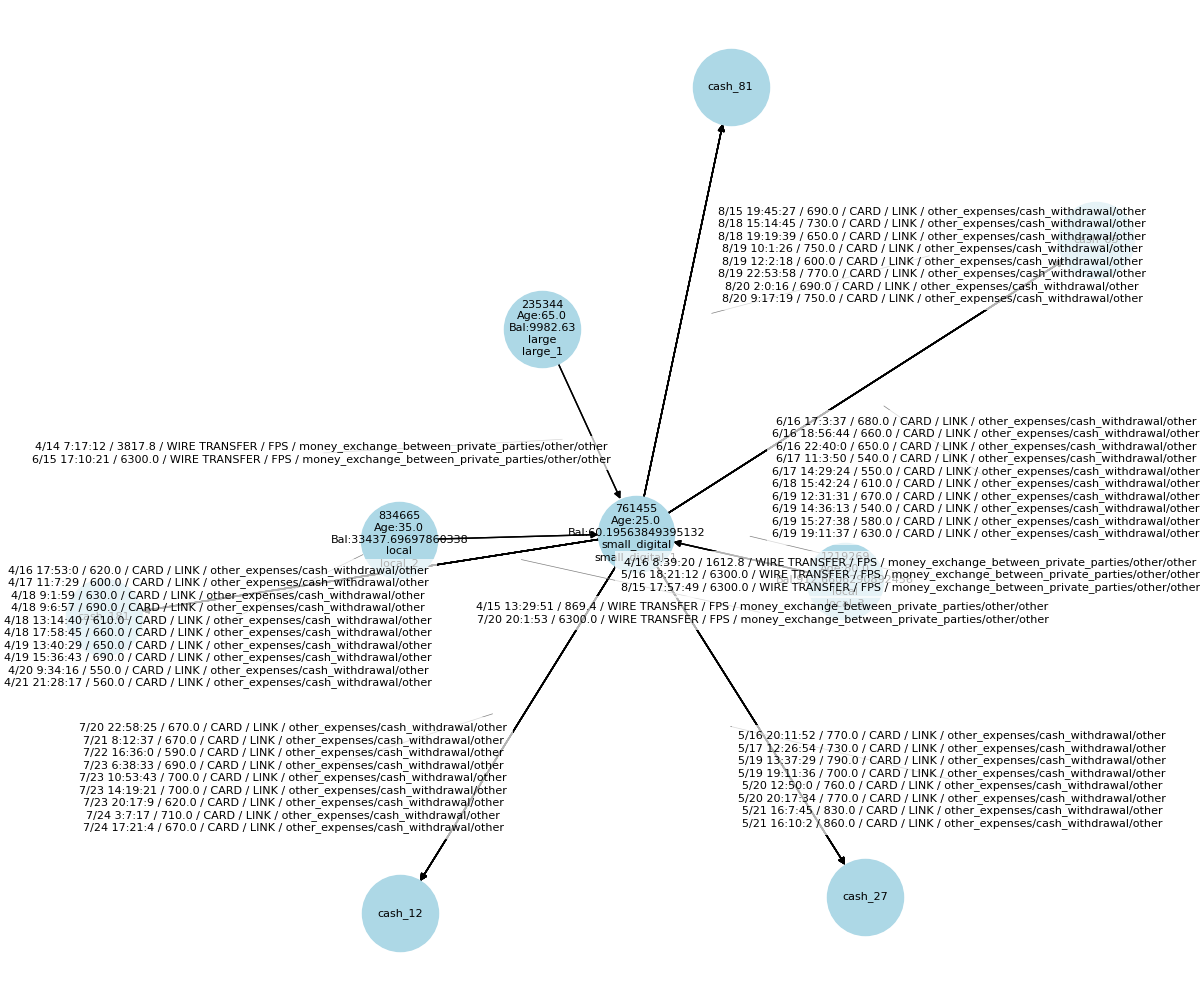 cash_81
8/15 19:45:27 / 690.0 / CARD / LINK / other_expenses/cash_withdrawal/other
8/18 15:14:45 / 730.0 / CARD / LINK / other_expenses/cash_withdrawal/other
8/18 19:19:39 / 650.0 / CARD / LINK / other_expenses/cash_withdrawal/other
8/19 10:1:26 / 750.0 / CARD / LINK / other_expenses/cash_withdrawal/other
8/19 12:2:18 / 600.0 / CARD / LINK / other_expenses/cash_withdrawal/other
8/19 22:53:58 / 770.0 / CARD / LINK / other_expenses/cash_withdrawal/other
8/20 2:0:16 / 690.0 / CARD / LINK / other_expenses/cash_withdrawal/other
8/20 9:17:19 / 750.0 / CARD / LINK / other_expenses/cash_withdrawal/other
235344
Age:65.0
Bal:9982.63
large
large_1
4/14 7:17:12 / 3817.8 / WIRE TRANSFER / FPS / money_exchange_between_private_parties/other/other
6/15 17:10:21 / 6300.0 / WIRE TRANSFER / FPS / money_exchange_between_private_parties/other/other
6/16 17:3:37 / 680.0 / CARD / LINK / other_expenses/cash_withdrawal/other
6/16 18:56:44 / 660.0 / CARD / LINK / other_expenses/cash_withdrawal/other
6/16 22:40:0 / 650.0 / CARD / LINK / other_expenses/cash_withdrawal/other
6/17 11:3:50 / 540.0 / CARD / LINK / other_expenses/cash_withdrawal/other
6/17 14:29:24 / 550.0 / CARD / LINK / other_expenses/cash_withdrawal/other
6/18 15:42:24 / 610.0 / CARD / LINK / other_expenses/cash_withdrawal/other
6/19 12:31:31 / 670.0 / CARD / LINK / other_expenses/cash_withdrawal/other
6/19 14:36:13 / 540.0 / CARD / LINK / other_expenses/cash_withdrawal/other
6/19 15:27:38 / 580.0 / CARD / LINK / other_expenses/cash_withdrawal/other
6/19 19:11:37 / 630.0 / CARD / LINK / other_expenses/cash_withdrawal/other
834665
Age:35.0
local
local_2
761455
Age:25.0
Bal:60.19563849395132
small_digital
small_digital_1
4/16 8:39:20 / 1612.8 / WIRE TRANSFER / FPS / money_exchange_between_private_parties/other/other
5/16 18:21:12 / 6300.0 / WIRE TRANSFER / FPS / money_exchange_between_private_parties/other/other
8/15 17:57:49 / 6300.0 / WIRE TRANSFER / FPS / money_exchange_between_private_parties/other/other
4/15 13:29:51 / 869.4 / WIRE TRANSFER / FPS / money_exchange_between_private_parties/other/other
7/20 20:1:53 / 6300.0 / WIRE TRANSFER / FPS / money_exchange_between_private_parties/other/other
4/16 17:53:0 / 620.0 / CARD / LINK / other_expenses/cash_withdrawal/other
4/17 11:7:29 / 600.0 / CARD / LINK / other_expenses/cash_withdrawal/other
4/18 9:1:59 / 630.0 / CARD / LINK / other_expenses/cash_withdrawal/other
4/18 9:6:57 / 690.0 / CARD / LINK / other_expenses/cash_withdrawal/other
4/18 13:14:40 / 610.0 / CARD / LINK / other_expenses/cash_withdrawal/other
4/18 17:58:45 / 660.0 / CARD / LINK / other_expenses/cash_withdrawal/other
4/19 13:40:29 / 650.0 / CARD / LINK / other_expenses/cash_withdrawal/other
4/19 15:36:43 / 690.0 / CARD / LINK / other_expenses/cash_withdrawal/other
4/20 9:34:16 / 550.0 / CARD / LINK / other_expenses/cash_withdrawal/other
4/21 21:28:17 / 560.0 / CARD / LINK / other_expenses/cash_withdrawal/other
7/20 22:58:25 / 670.0 / CARD / LINK / other_expenses/cash_withdrawal/other
7/21 8:12:37 / 670.0 / CARD / LINK / other_expenses/cash_withdrawal/other
7/22 16:36:0 / 590.0 / CARD / LINK / other_expenses/cash_withdrawal/other
7/23 6:38:33 / 690.0 / CARD / LINK / other_expenses/cash_withdrawal/other
7/23 10:53:43 / 700.0 / CARD / LINK / other_expenses/cash_withdrawal/other
7/23 14:19:21 / 700.0 / CARD / LINK / other_expenses/cash_withdrawal/other
7/23 20:17:9 / 620.0 / CARD / LINK / other_expenses/cash_withdrawal/other
7/24 3:7:17 / 710.0 / CARD / LINK / other_expenses/cash_withdrawal/other
7/24 17:21:4 / 670.0 / CARD / LINK / other_expenses/cash_withdrawal/other
5/16 20:11:52 / 770.0 / CARD / LINK / other_expenses/cash_withdrawal/other
5/17 12:26:54 / 730.0 / CARD / LINK / other_expenses/cash_withdrawal/other
5/19 13:37:29 / 790.0 / CARD / LINK / other_expenses/cash_withdrawal/other
5/19 19:11:36 / 700.0 / CARD / LINK / other_expenses/cash_withdrawal/other
5/20 12:50:0 / 760.0 / CARD / LINK / other_expenses/cash_withdrawal/other
5/20 20:17:34 / 770.0 / CARD / LINK / other_expenses/cash_withdrawal/other
5/21 16:7:45 / 830.0 / CARD / LINK / other_expenses/cash_withdrawal/other
5/21 16:10:2 / 860.0 / CARD / LINK / other_expenses/cash_withdrawal/other
cash_12
cash_27